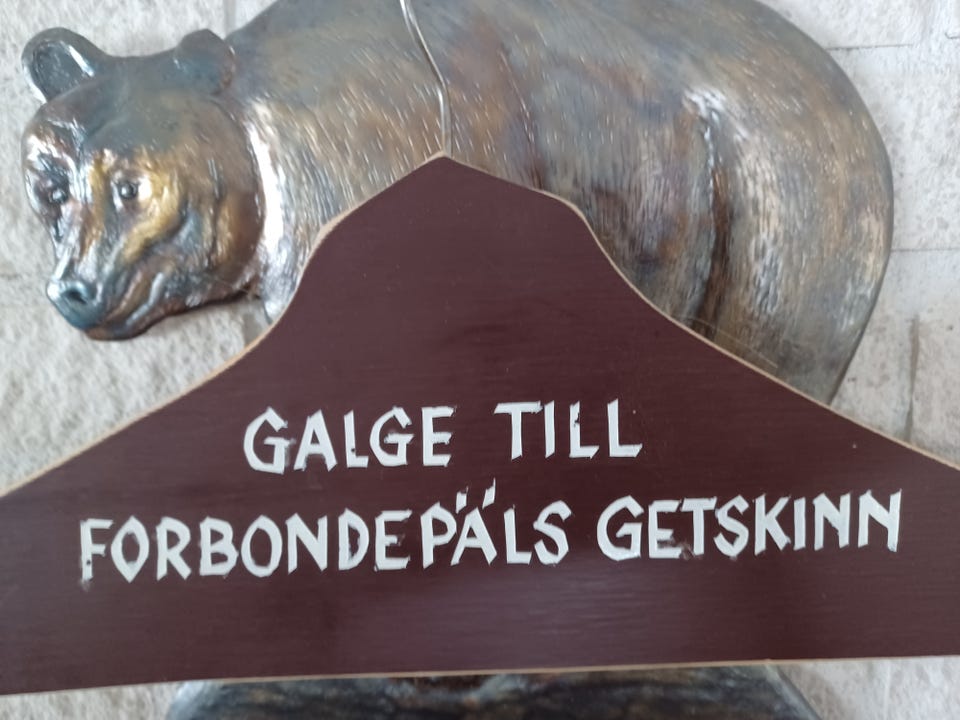 GALGE TILL
FORBONDEPÄLS GETSKINN